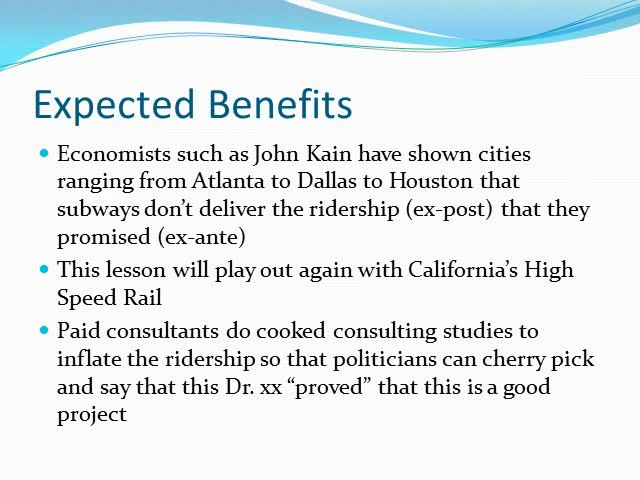 Expected Benefits
• Economists such as John Kain have shown cities
ranging from Atlanta to Dallas to Houston that
subways don’t deliver the ridership (ex-post) that they
promised (ex-ante)
• This lesson will play out again with California’s High
Speed Rail
• Paid consultants do cooked consulting studies to
inflate the ridership so that politicians can cherry pick
and say that this Dr. xx “proved” that this is a good
project